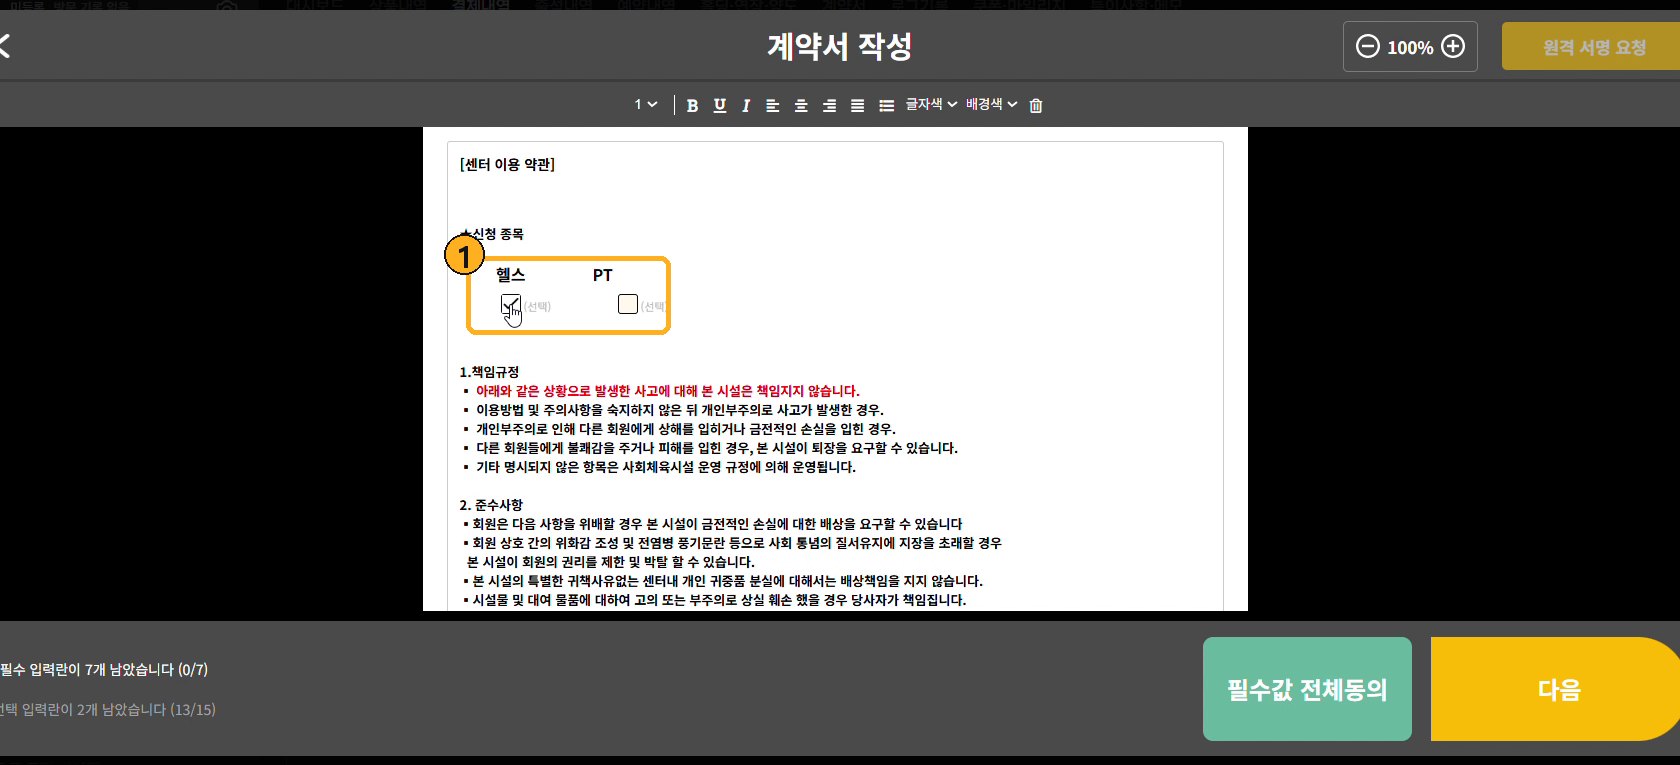 계약서 작성
100%
원격 서명 요청
1 B U I 글자색 배경색
[센터 이용 약관]
★신청 종목
1
헬스 PT
(선택) (선택)
1.책임규정
▪ 아래와 같은 상황으로 발생한 사고에 대해 본 시설은 책임지지 않습니다.
▪ 이용방법 및 주의사항을 숙지하지 않은 뒤 개인부주의로 사고가 발생한 경우.
▪ 개인부주의로 인해 다른 회원에게 상해를 입히거나 금전적인 손실을 입힌 경우.
▪ 다른 회원들에게 불쾌감을 주거나 피해를 입힌 경우, 본 시설이 퇴장을 요구할 수 있습니다.
▪ 기타 명시되지 않은 항목은 사회체육시설 운영 규정에 의해 운영됩니다.
2. 준수사항
▪ 회원은 다음 사항을 위배할 경우 본 시설이 금전적인 손실에 대한 배상을 요구할 수 있습니다
▪ 회원 상호 간의 위화감 조성 및 전염병 풍기문란 등으로 사회 통념의 질서유지에 지장을 초래할 경우
본 시설이 회원의 권리를 제한 및 박탈 할 수 있습니다.
▪ 본 시설의 특별한 귀책사유없는 센터내 개인 귀중품 분실에 대해서는 배상책임을 지지 않습니다.
▪ 시설물 및 대여 물품에 대하여 고의 또는 부주의로 상실 훼손 했을 경우 당사자가 책임집니다.
필수 입력란이 7개 남았습니다 (0/7)
선택 입력란이 2개 남았습니다 (13/15)
필수값 전체동의
다음